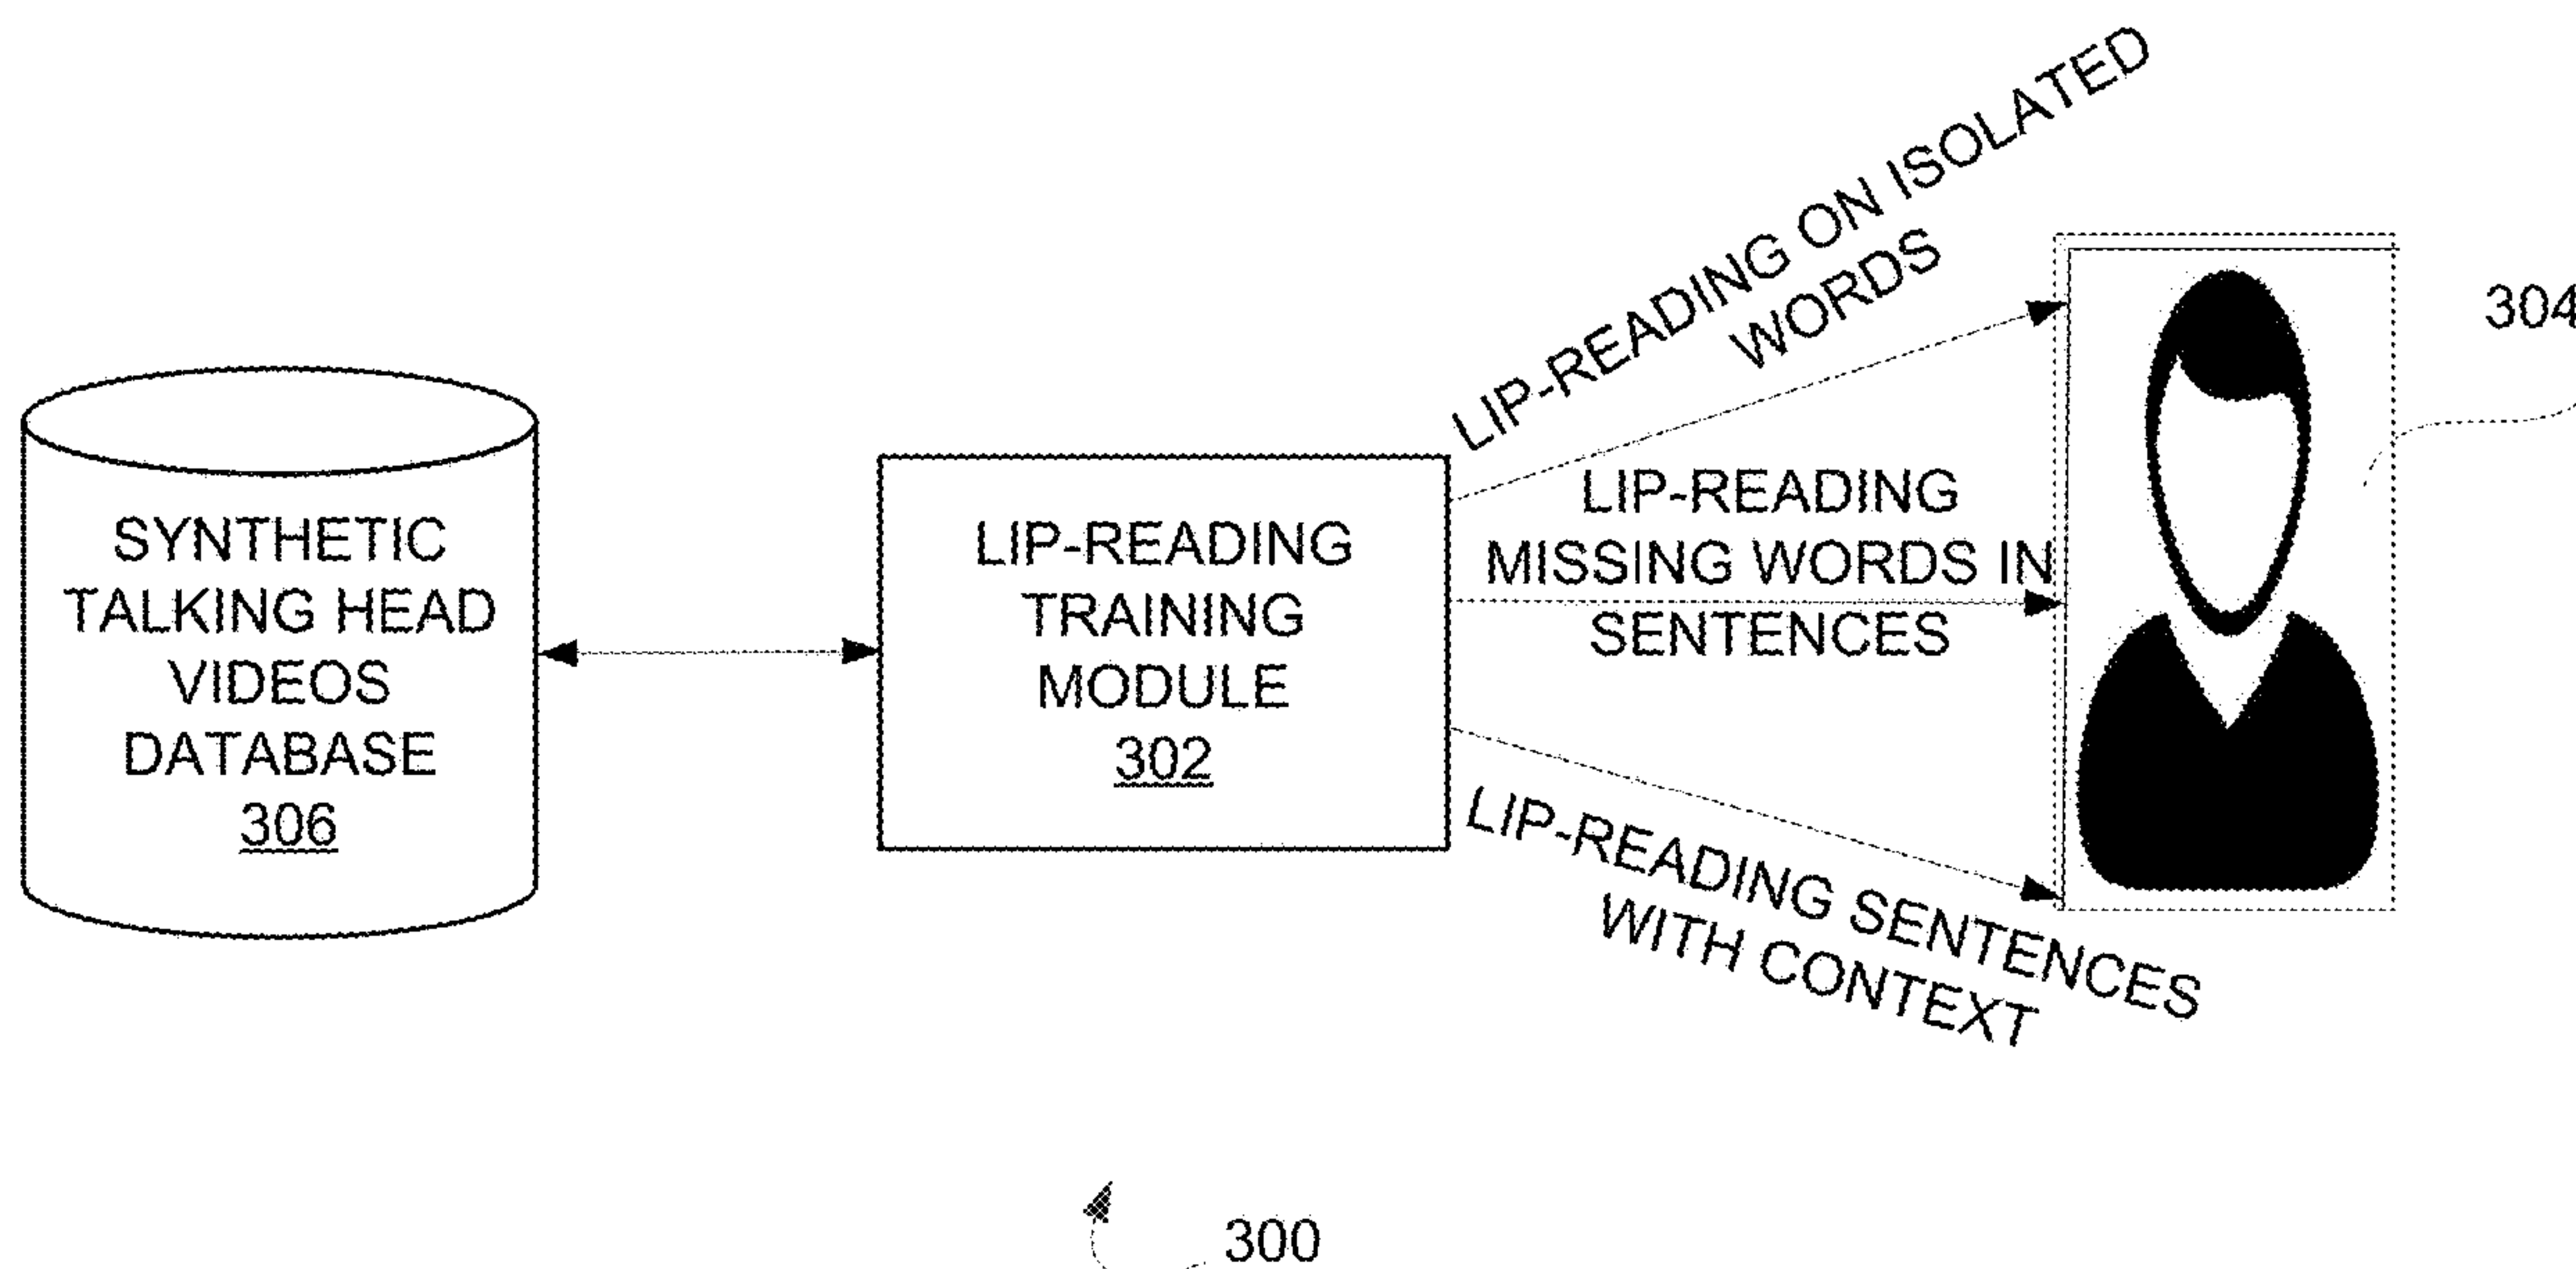 SYNTHETIC
TALKING HEAD
VIDEOS
DATABASE
306
LIP-READING
TRAINING
MODULE
302
LIP-READING ON ISOLATED
WORDS
LIP-READING
MISSING WORDS IN
SENTENCES
LIP-READING SENTENCES
WITH CONTEXT
304
300